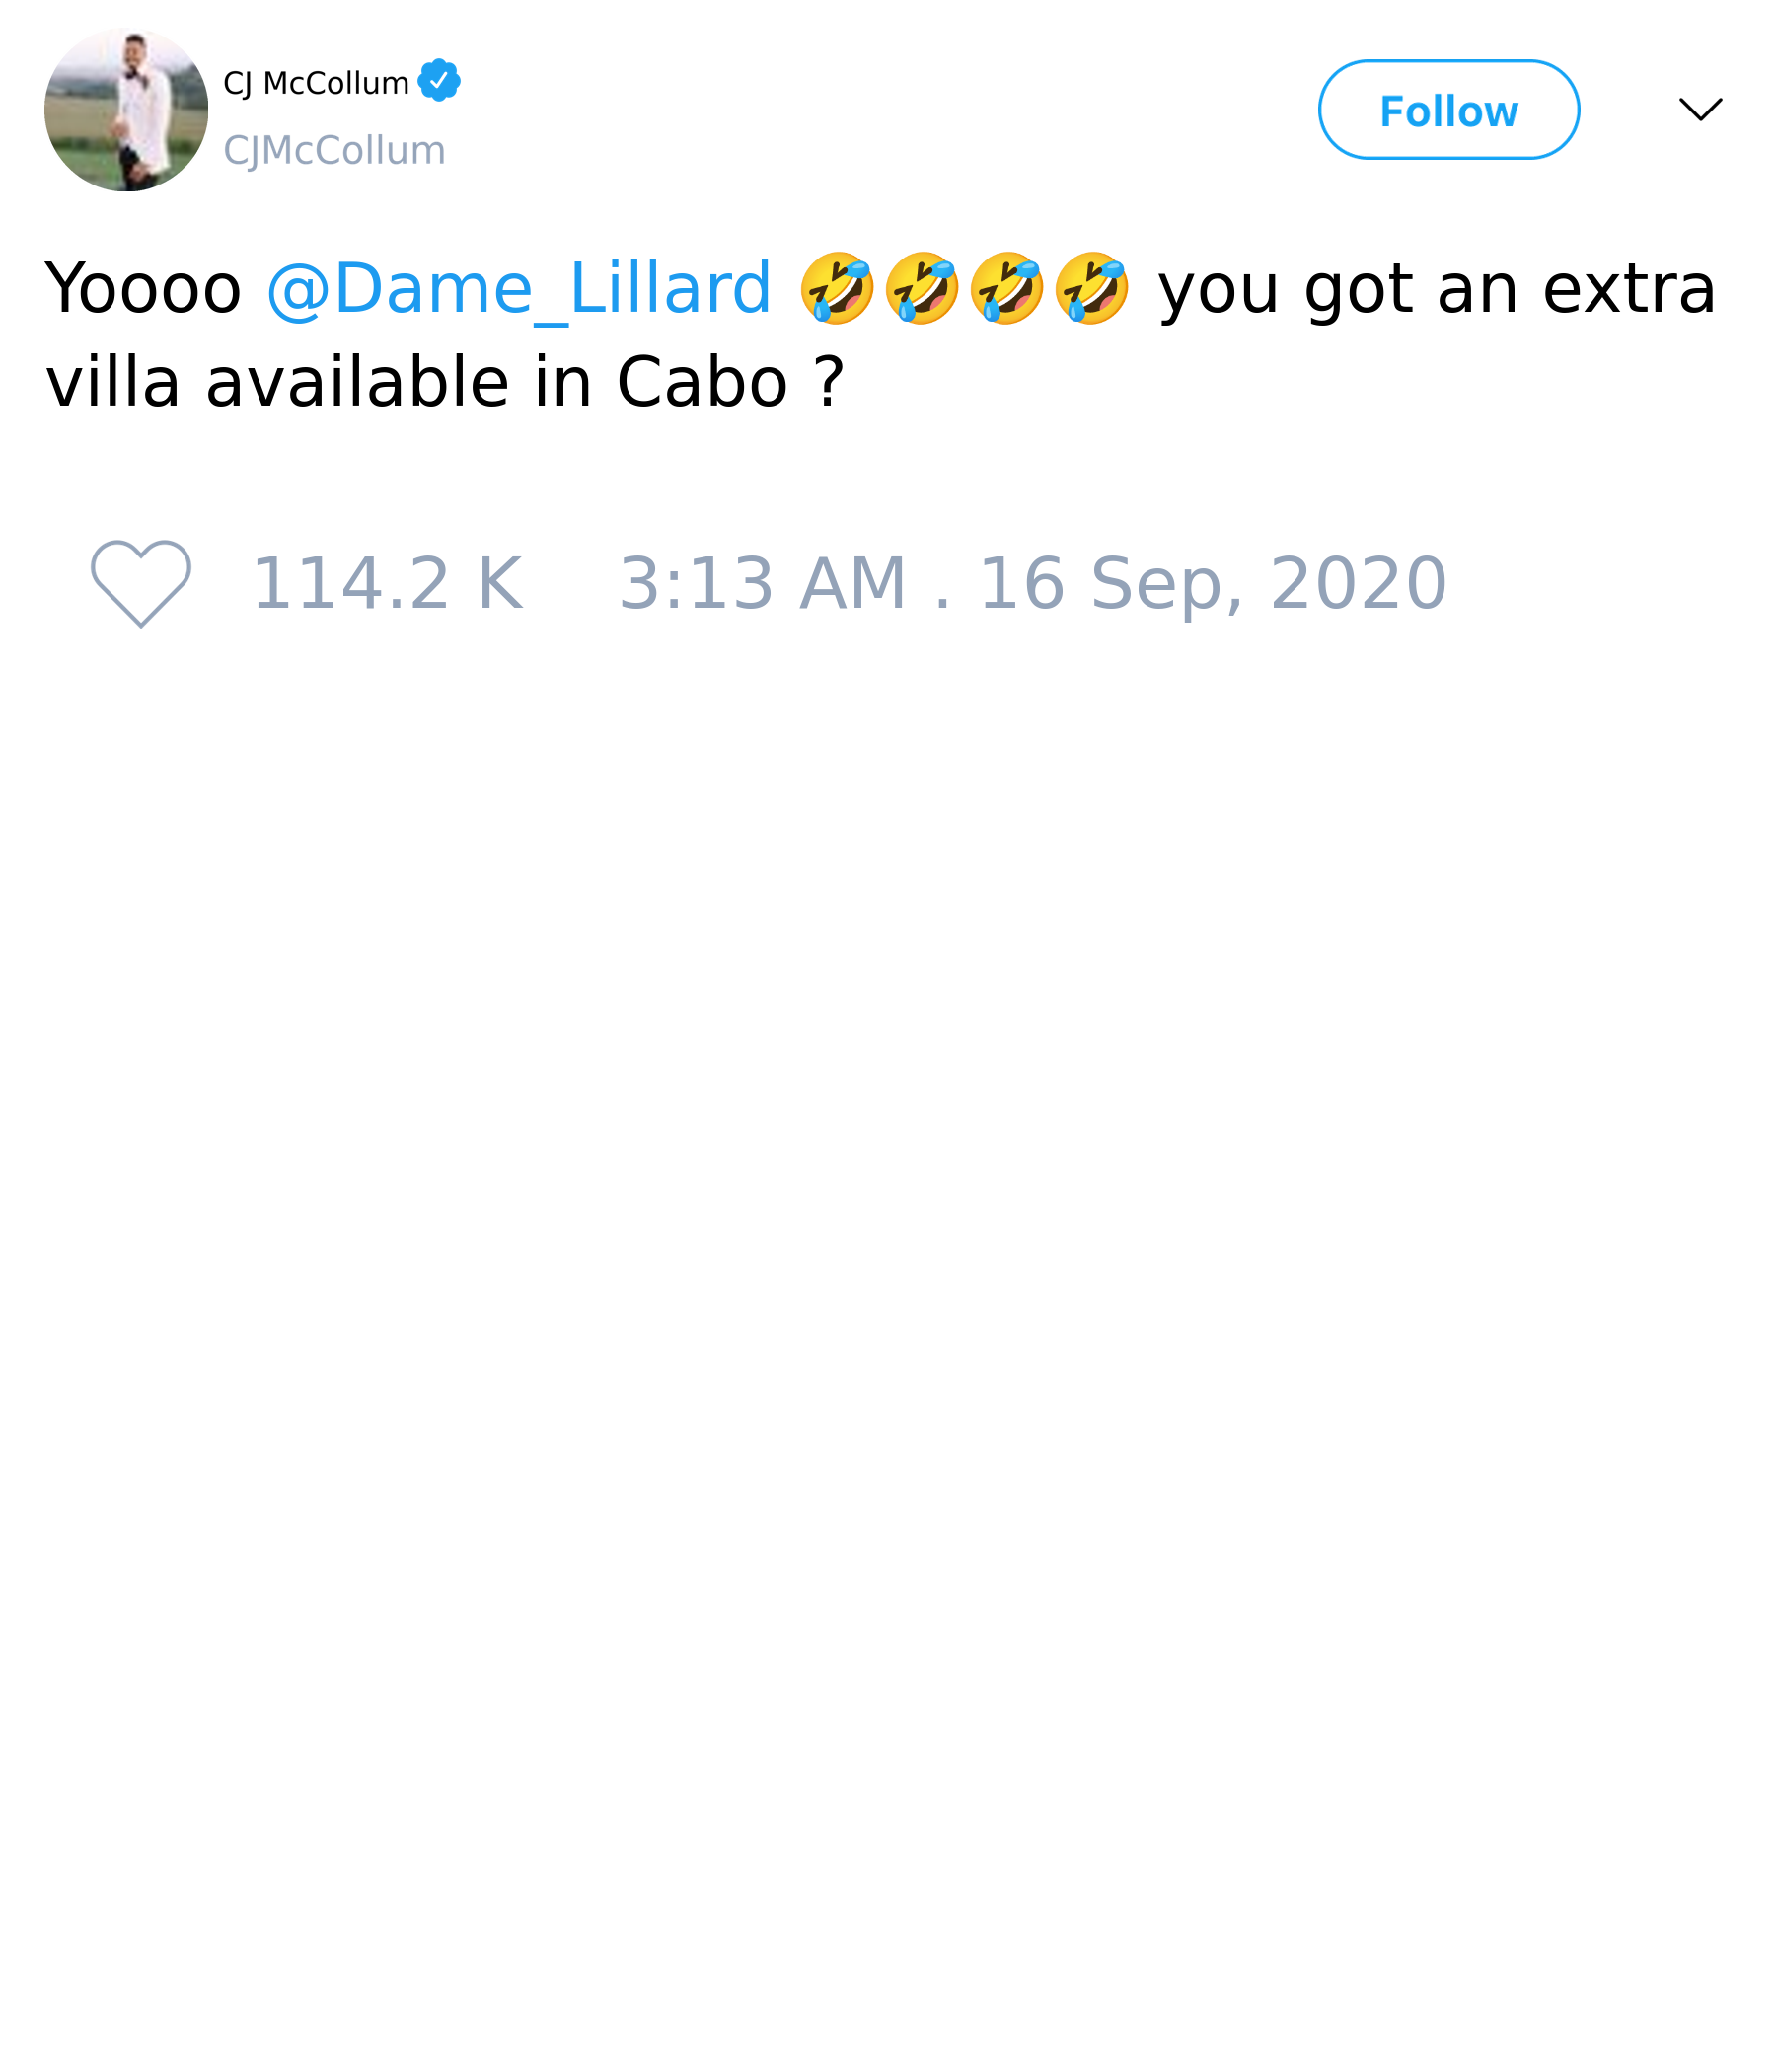 CJ McCollum
CJMcCollum
Follow
Yoooo @Dame_Lillard 🤣🤣🤣🤣 you got an extra
villa available in Cabo ?
114.2 K 3:13 AM . 16 Sep, 2020